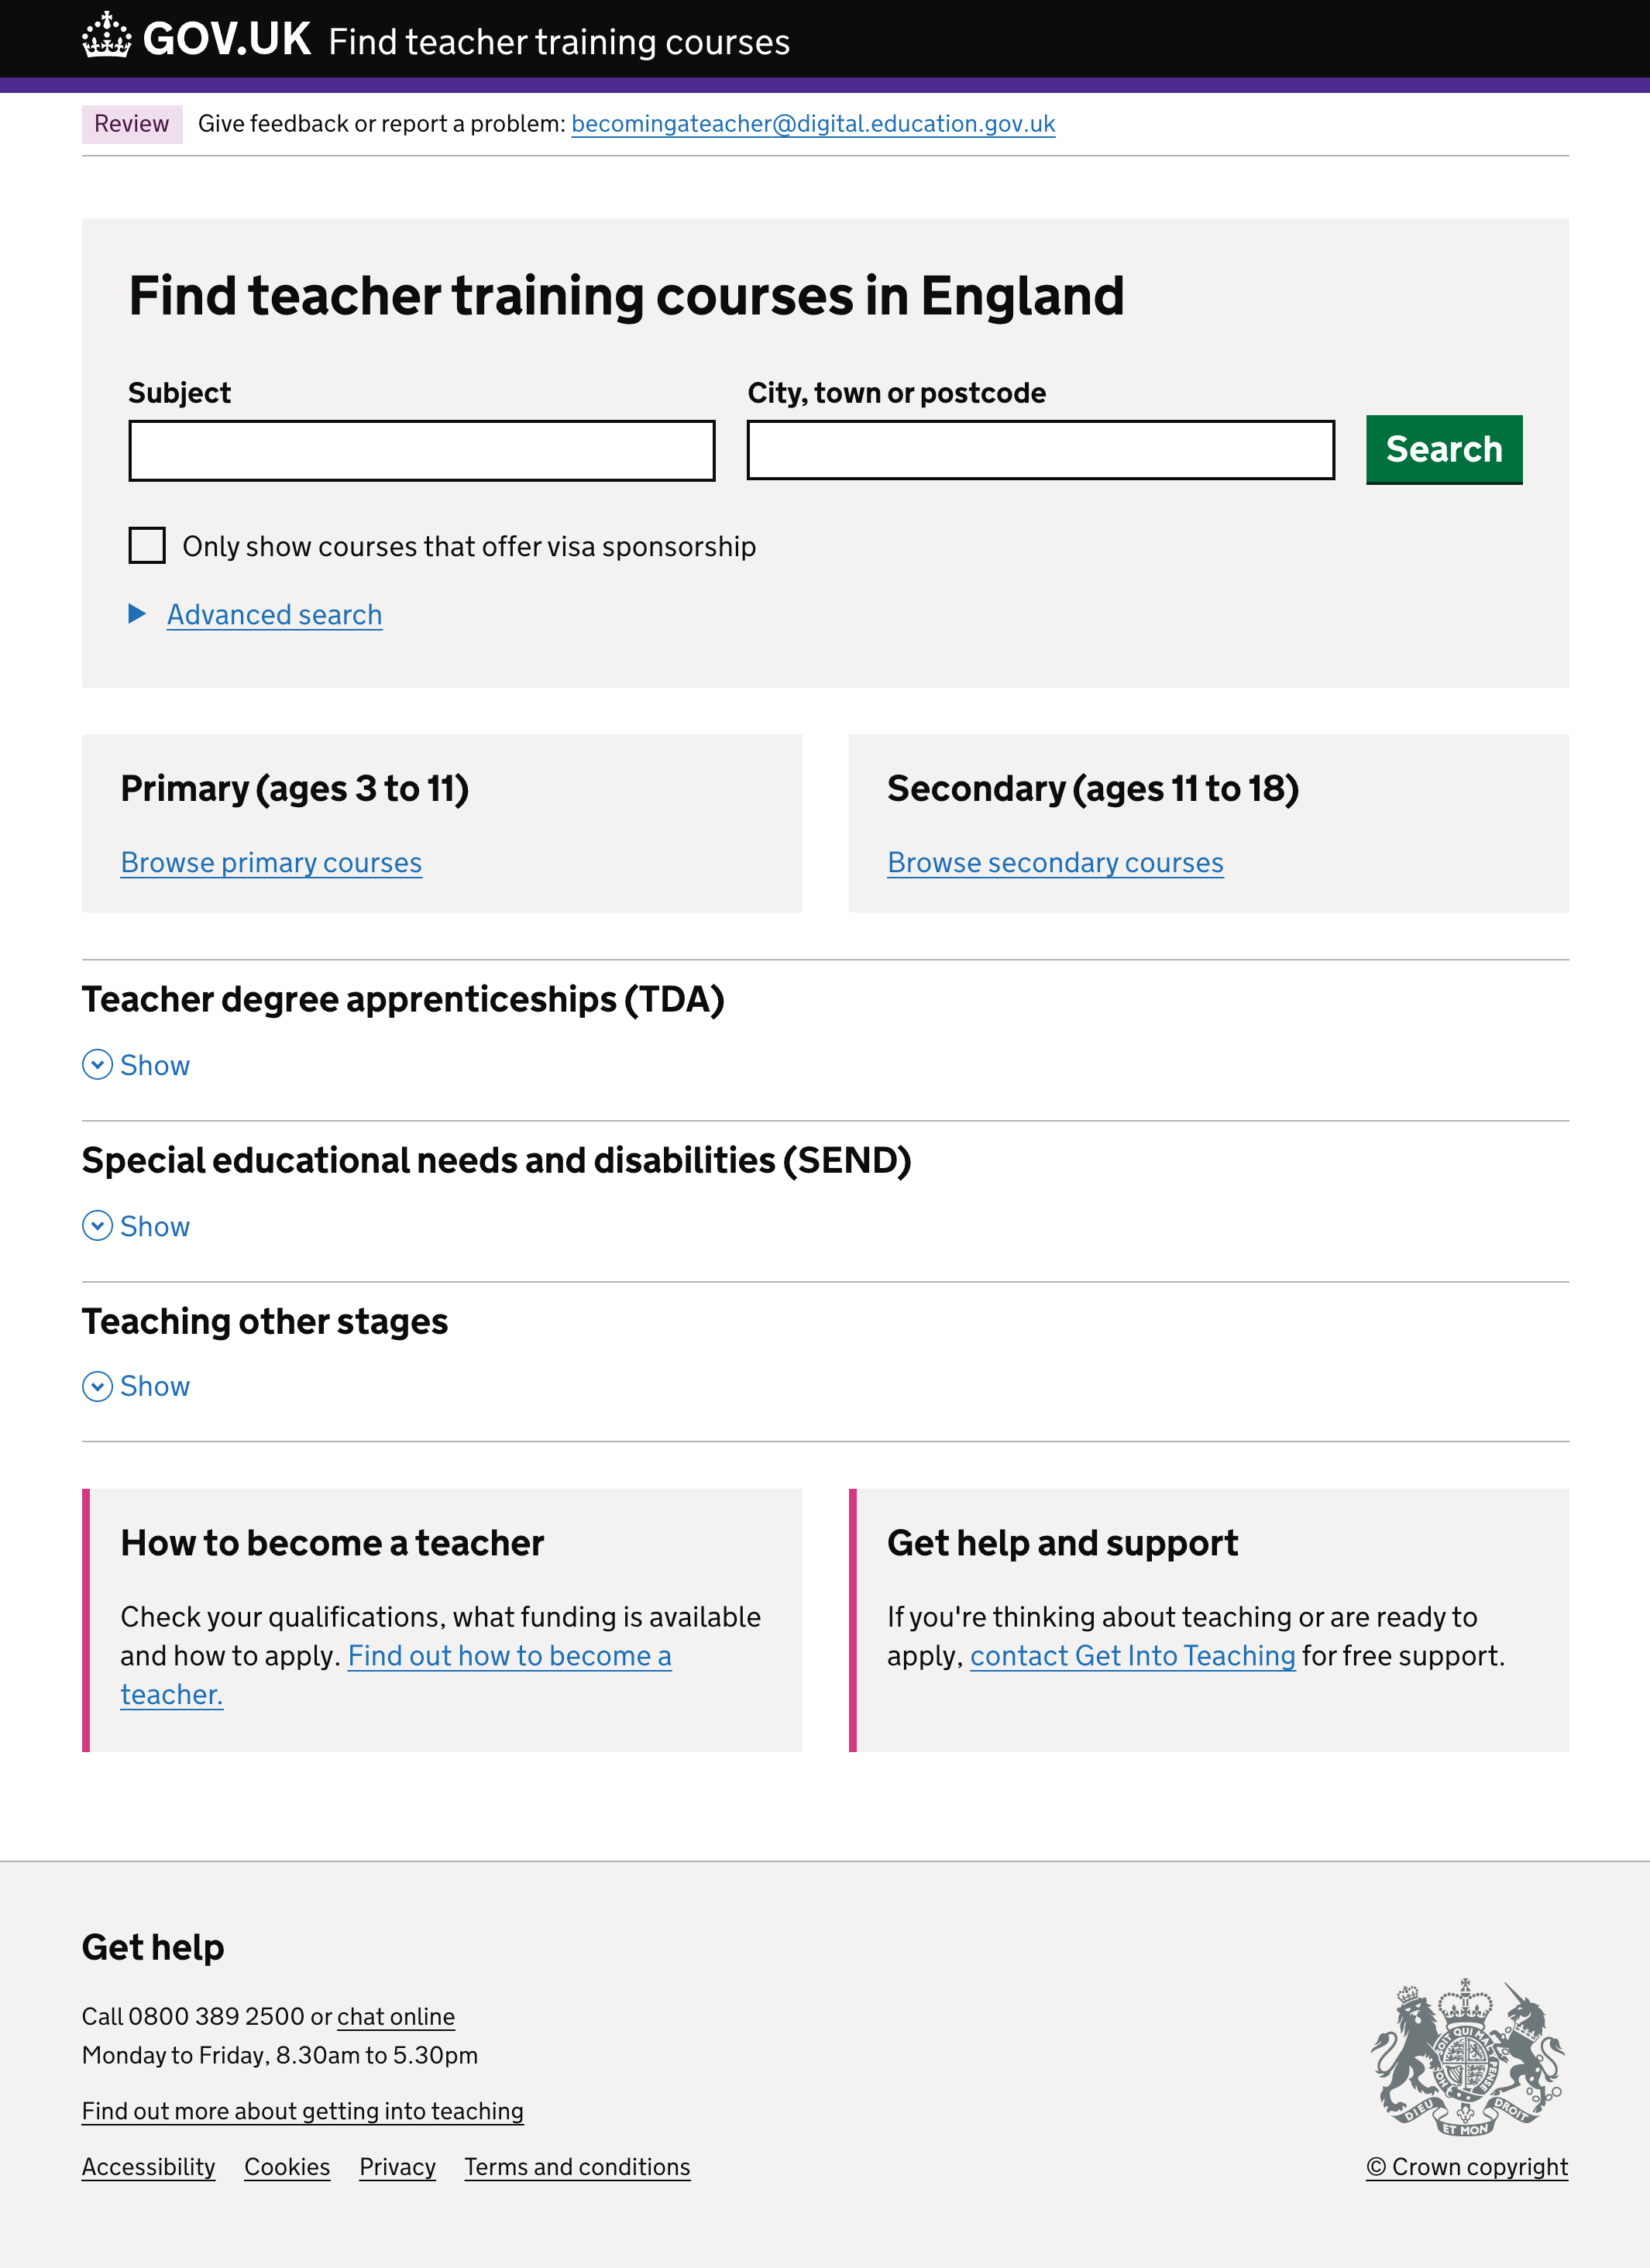 GOV.UK Find teacher training courses
Review Give feedback or report a problem: becomingateacher@digital.education.gov.uk
Find teacher training courses in England
Subject
City, town or postcode
Search
Only show courses that offer visa sponsorship
Advanced search
Primary (ages 3 to 11)
Browse primary courses
Secondary (ages 11 to 18)
Browse secondary courses
Teacher degree apprenticeships (TDA)
Show
Special educational needs and disabilities (SEND)
Show
Teaching other stages
Show
How to become a teacher
Check your qualifications, what funding is available
and how to apply. Find out how to become a
teacher.
Get help and support
If you're thinking about teaching or are ready to
apply, contact Get Into Teaching for free support.
Get help
Call 0800 389 2500 or chat online
Monday to Friday, 8.30am to 5.30pm
Find out more about getting into teaching
Accessibility Cookies Privacy Terms and conditions
DIEU ET MON DROIT
© Crown copyright